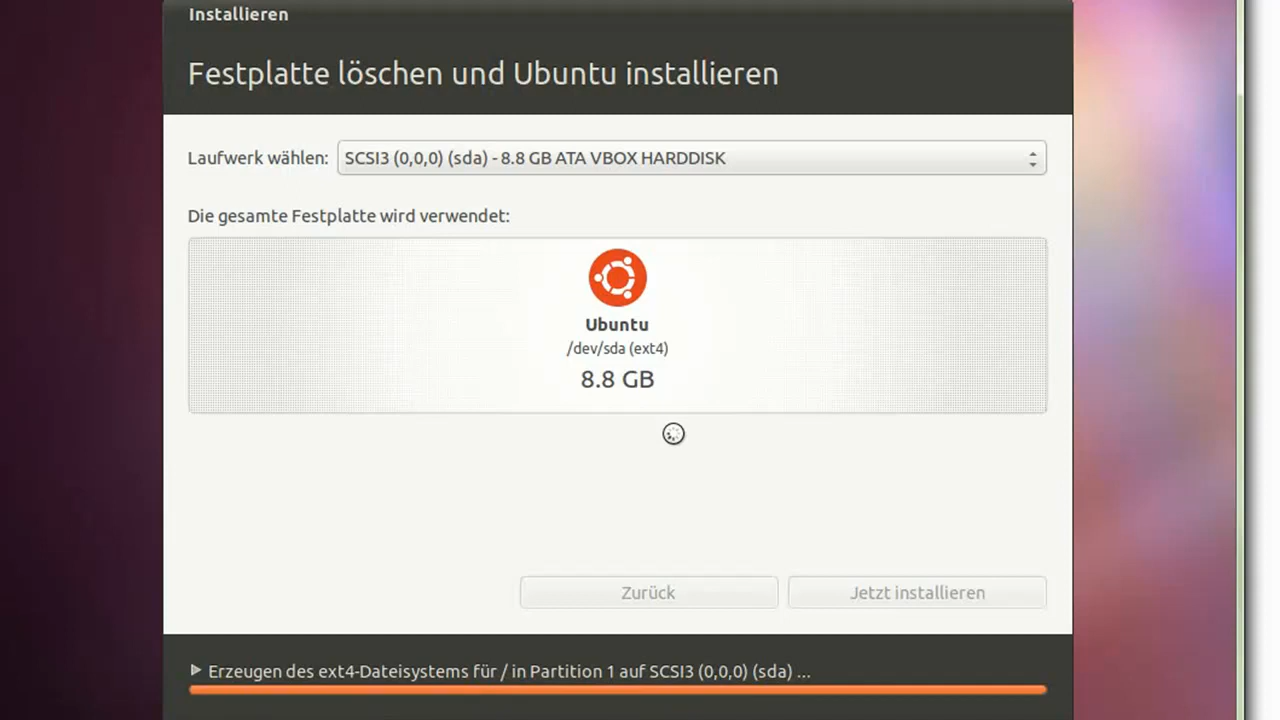 Installieren
Festplatte löschen und Ubuntu installieren
Laufwerk wählen: SCSI3 (0,0,0) (sda) - 8.8 GB ATA VBOX HARDDISK
Die gesamte Festplatte wird verwendet:
Ubuntu
/dev/sda (ext4)
8.8 GB
Zurück Jetzt installieren
Erzeugen des ext4-Dateisystems für / in Partition 1 auf SCSI3 (0,0,0) (sda) ...